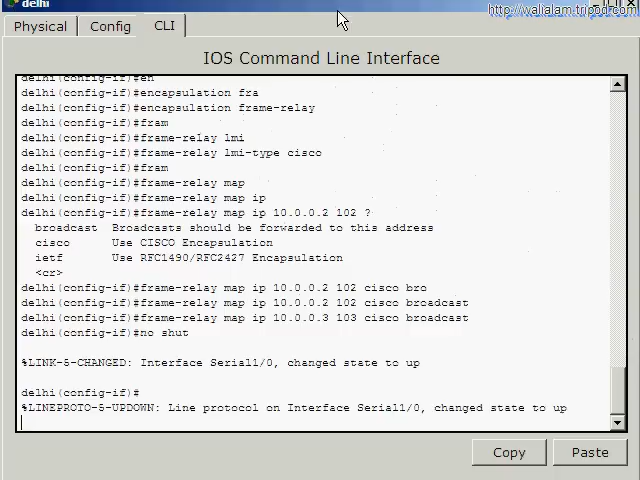 delhi
http://walialam.tripod.com
Physical Config CLI
IOS Command Line Interface
delhi(config-if)#en
delhi(config-if)#encapsulation fra
delhi(config-if)#encapsulation frame-relay
delhi(config-if)#fram
delhi(config-if)#frame-relay lmi
delhi(config-if)#frame-relay lmi-type cisco
delhi(config-if)#fram
delhi(config-if)#frame-relay map
delhi(config-if)#frame-relay map ip
delhi(config-if)#frame-relay map ip 10.0.0.2 102 ?
broadcast Broadcasts should be forwarded to this address
cisco Use CISCO Encapsulation
ietf Use RFC1490/RFC2427 Encapsulation
<cr>
delhi(config-if)#frame-relay map ip 10.0.0.2 102 cisco bro
delhi(config-if)#frame-relay map ip 10.0.0.2 102 cisco broadcast
delhi(config-if)#frame-relay map ip 10.0.0.3 103 cisco broadcast
delhi(config-if)#no shut
%LINK-5-CHANGED: Interface Serial1/0, changed state to up
delhi(config-if)#
%LINEPROTO-5-UPDOWN: Line protocol on Interface Serial1/0, changed state to up
Copy Paste